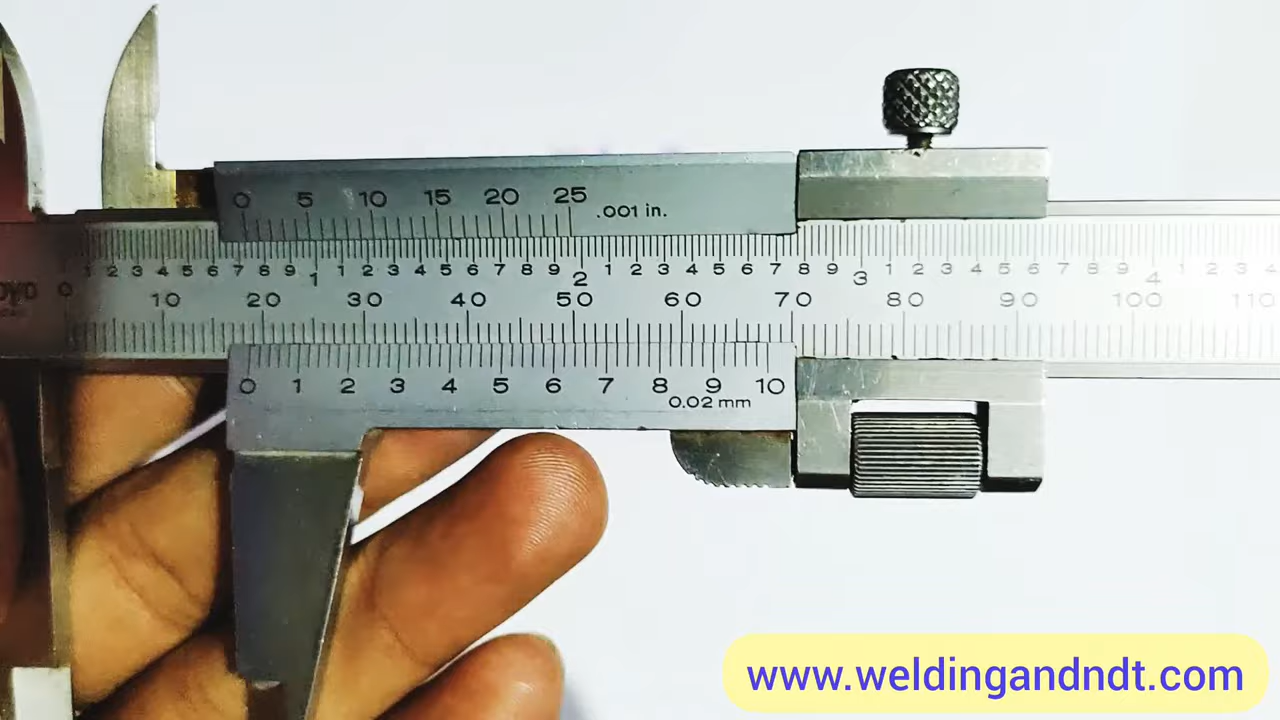 0 5 10 15 20 25 .001 in.
1 2 3 4 5 6 7 8 9 1 1 2 3 4 5 6 7 8 9 2 1 2 3 4 5 6 7 8 9 3 1 2 3 4 5 6 7 8 9 4 1 2 3 4
0 10 20 30 40 50 60 70 80 90 100 110
0 1 2 3 4 5 6 7 8 9 10
0.02 mm
www.weldingandndt.com